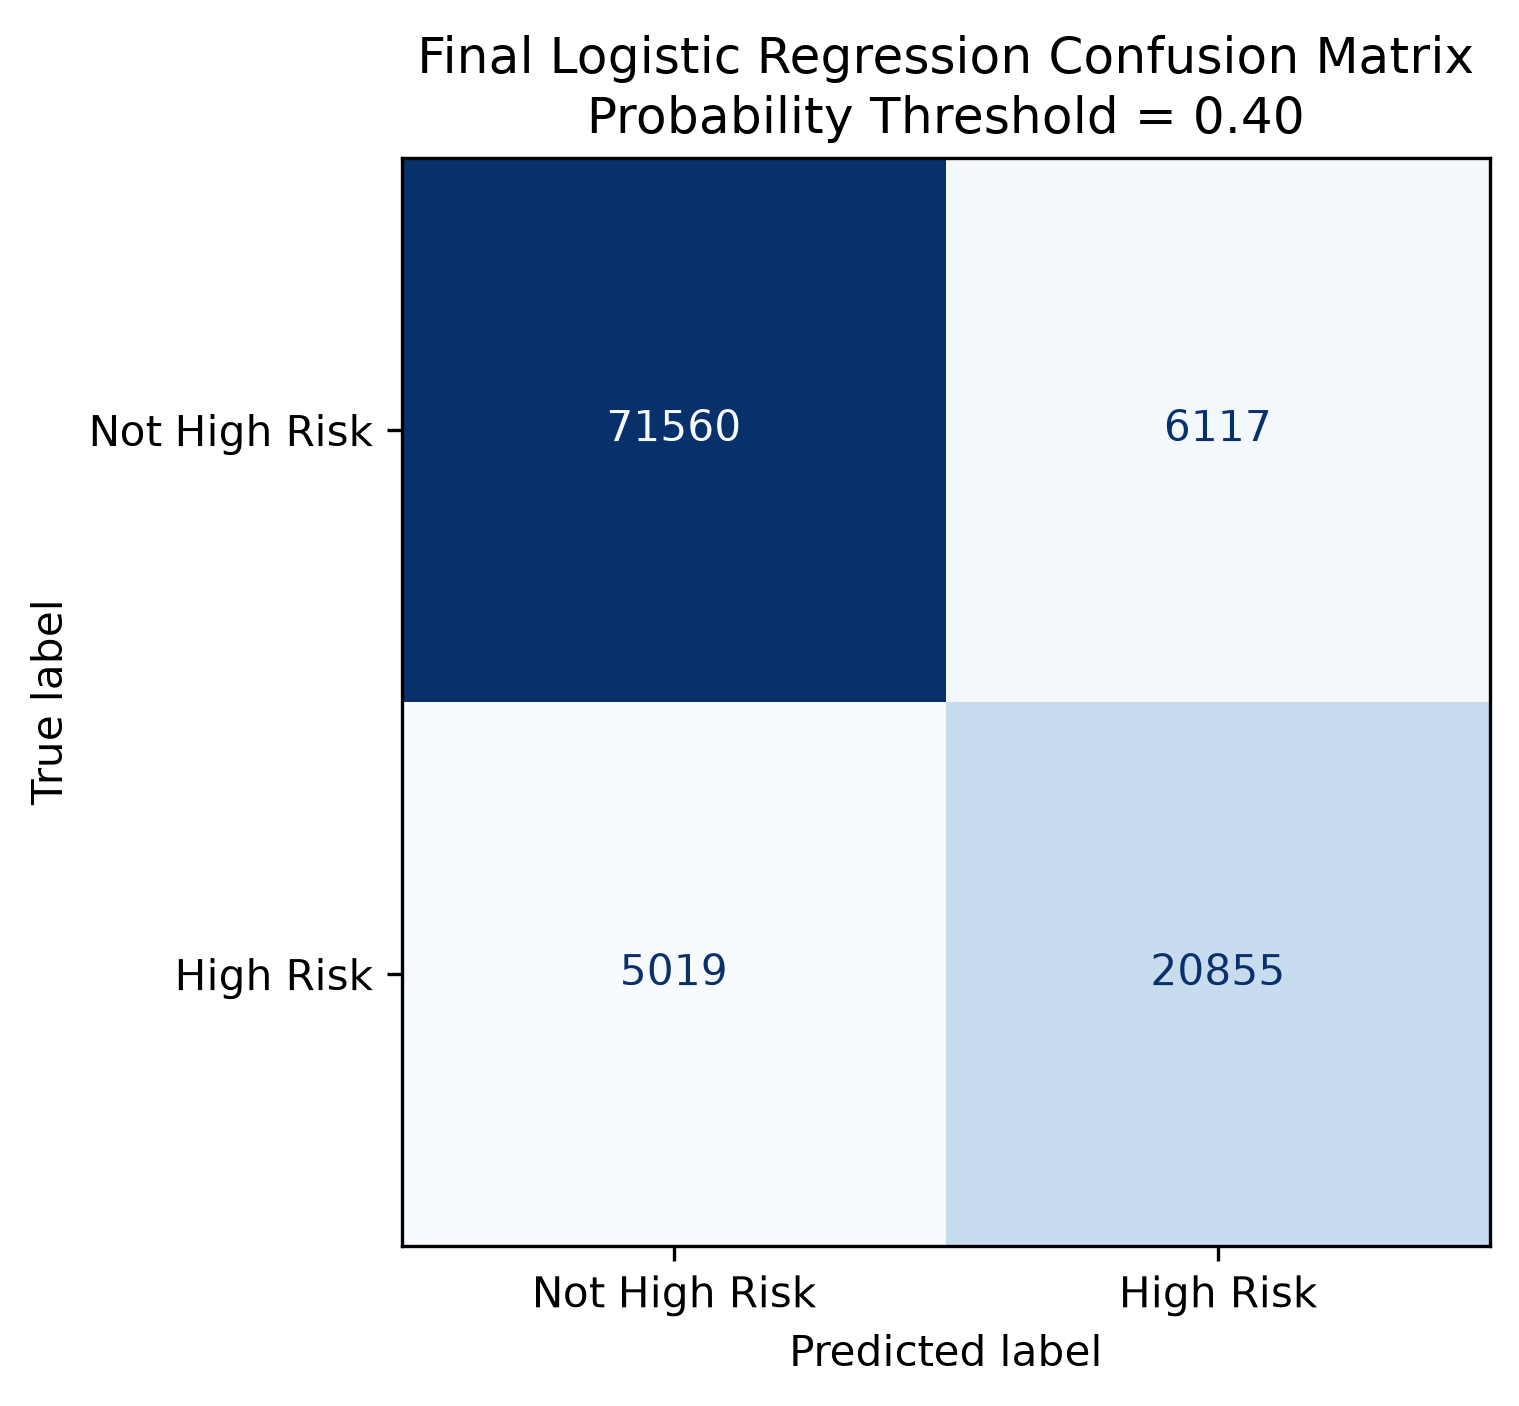 Final Logistic Regression Confusion Matrix
Probability Threshold = 0.40
True label
Not High Risk
71560
6117
High Risk
5019
20855
Not High Risk
High Risk
Predicted label